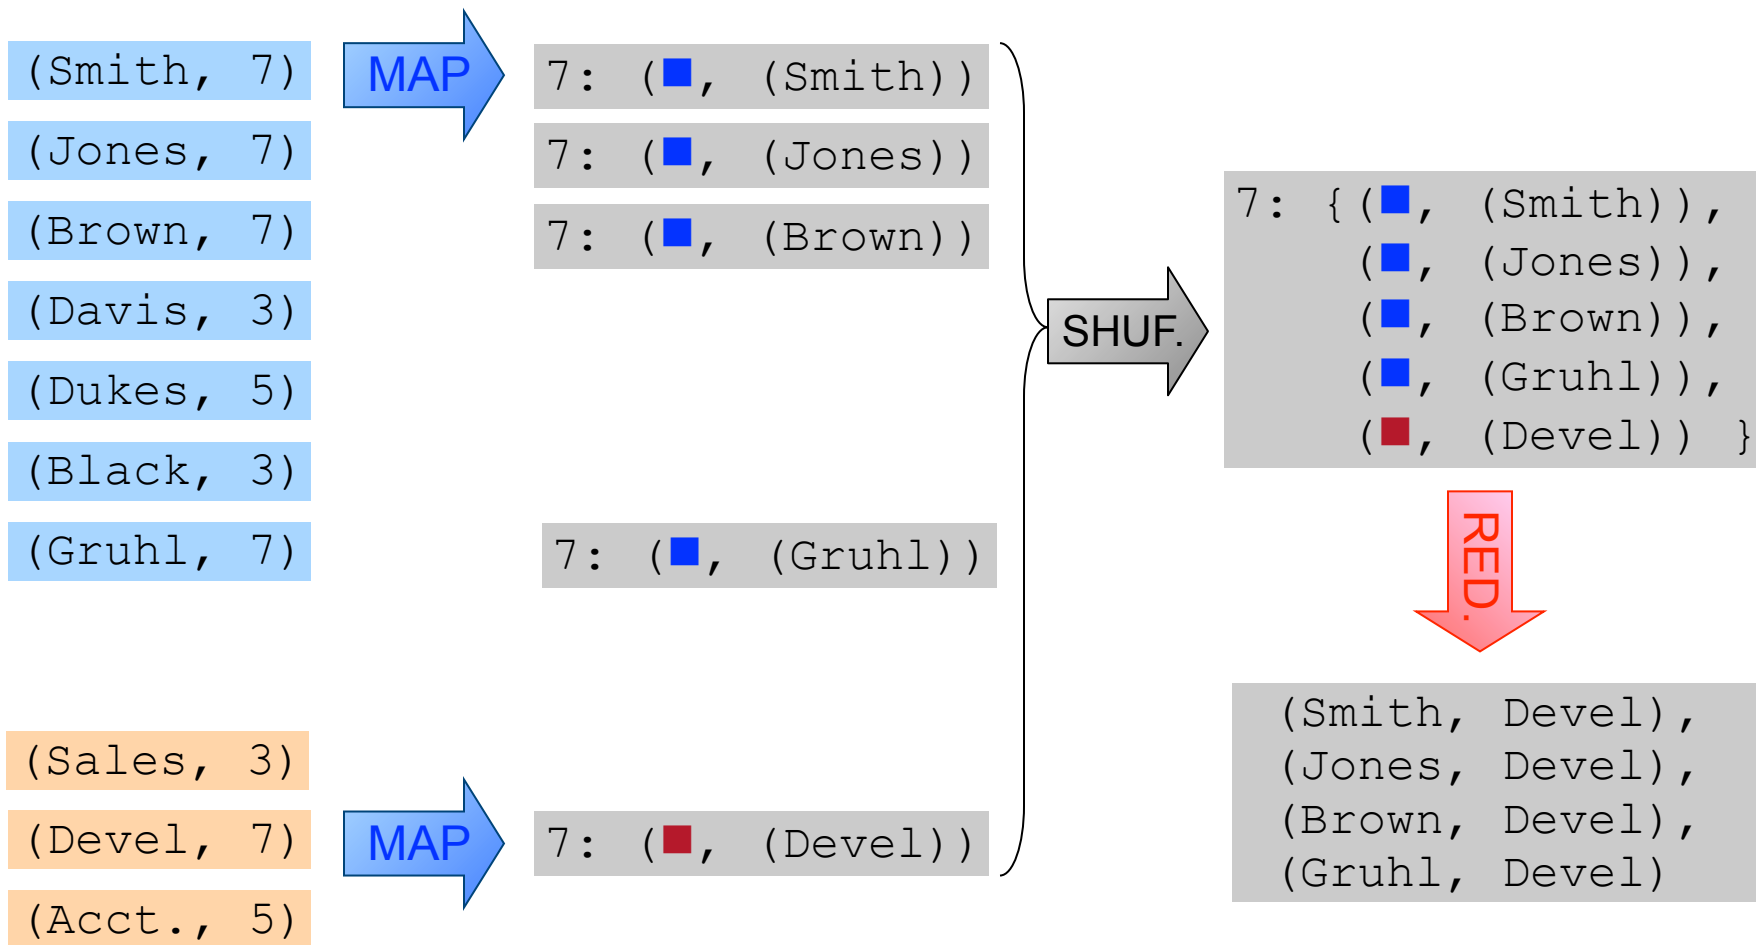 (Smith, 7)
(Jones, 7)
(Brown, 7)
(Davis, 3)
(Dukes, 5)
(Black, 3)
(Gruhl, 7)
(Sales, 3)
(Devel, 7)
(Acct., 5)
MAP
MAP
7: (■, (Smith))
7: (■, (Jones))
7: (■, (Brown))
7: (■, (Gruhl))
7: (■, (Devel))
SHUF.
7: {(■, (Smith)),
(■, (Jones)),
(■, (Brown)),
(■, (Gruhl)),
(■, (Devel)) }
RED.
(Smith, Devel),
(Jones, Devel),
(Brown, Devel),
(Gruhl, Devel)